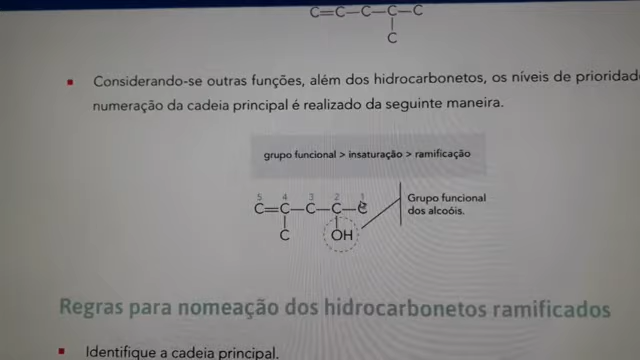 C=C—C—C—C
C
Considerando-se outras funções, além dos hidrocarbonetos, os níveis de prioridade
numeração da cadeia principal é realizado da seguinte maneira.
grupo funcional > insaturação > ramificação
5 4 3 2 1
C=C—C—C—C
Grupo funcional
dos alcoóis.
C OH
Regras para nomeação dos hidrocarbonetos ramificados
Identifique a cadeia principal.